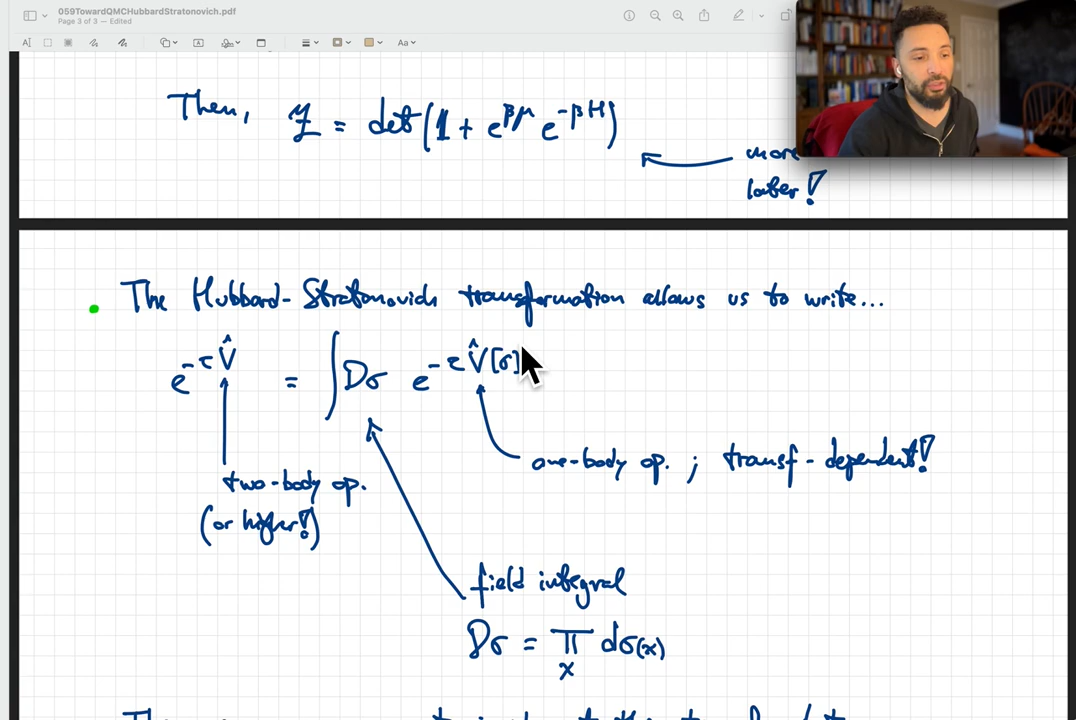 059TowardQMCHubbardStratonovich.pdf
Page 3 of 3 – Edited
Aa
Then, Z = det(1 + e^{βμ} e^{-βH})
more
later!
• The Hubbard-Stratonovich transformation allows us to write...
e^{-τV̂} = ∫Dσ e^{-τV̂[σ]}
one-body op. ; transf-dependent!
two-body op.
(or higher!)
field integral
Dσ = Π_x dσ(x)